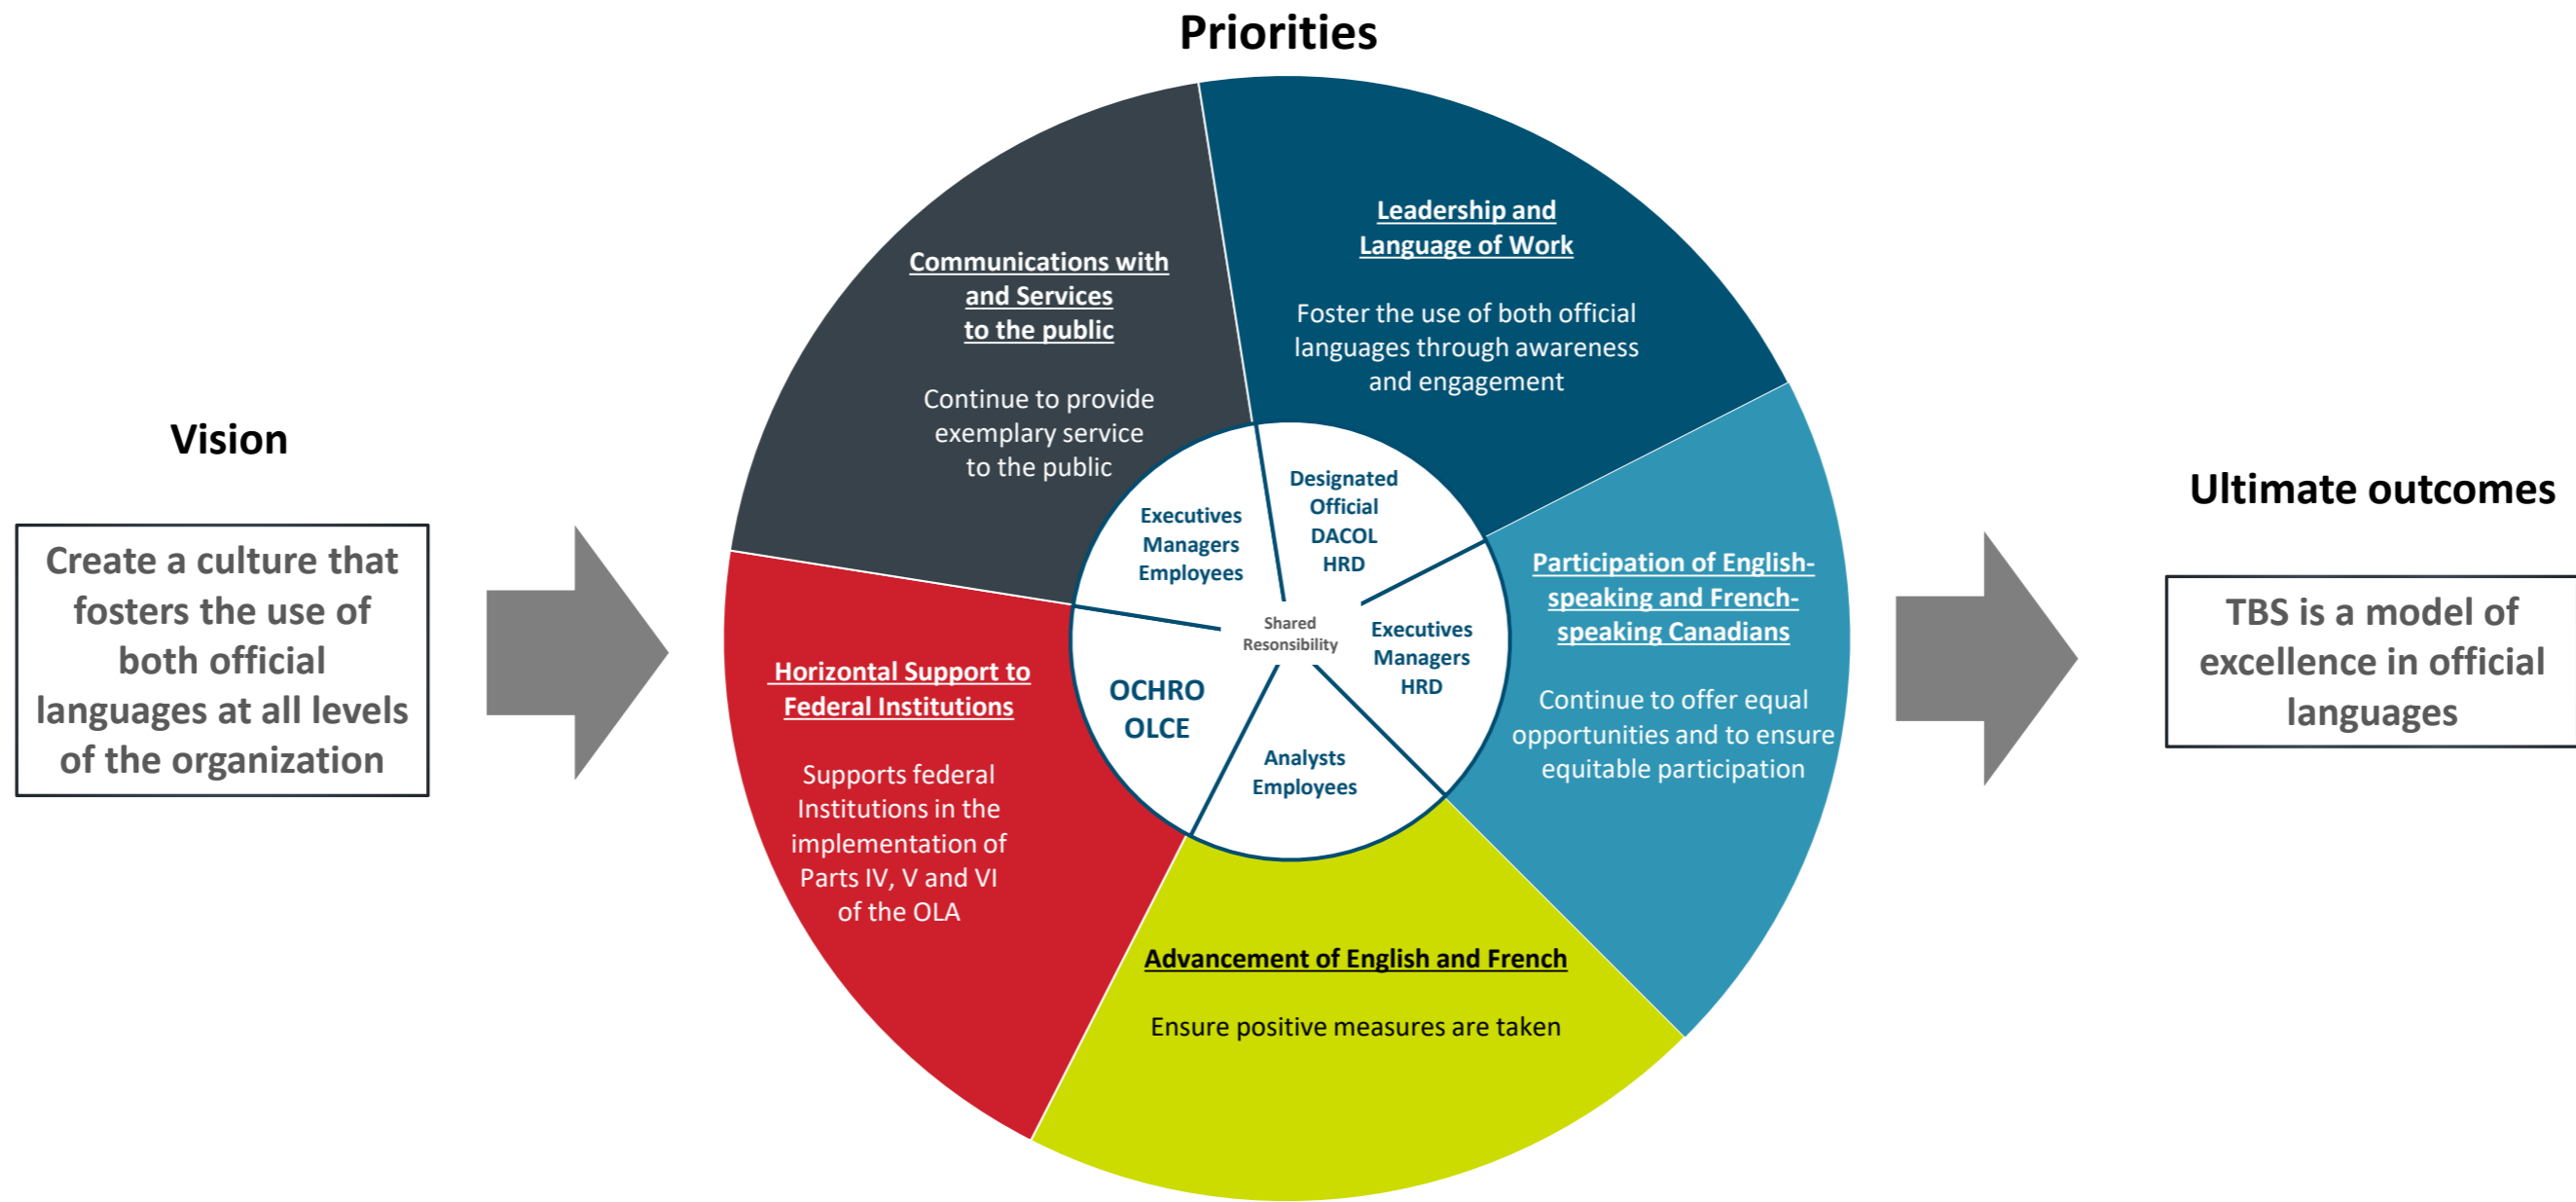 Priorities
Vision
Create a culture that
fosters the use of
both official
languages at all levels
of the organization
Communications with
and Services
to the public
Continue to provide
exemplary service
to the public
Leadership and
Language of Work
Foster the use of both official
languages through awareness
and engagement
Participation of English-
speaking and French-
speaking Canadians
Continue to offer equal
opportunities and to ensure
equitable participation
Advancement of English and French
Ensure positive measures are taken
Horizontal Support to
Federal Institutions
Supports federal
Institutions in the
implementation of
Parts IV, V and VI
of the OLA
Executives
Managers
Employees
Designated
Official
DACOL
HRD
Executives
Managers
HRD
Analysts
Employees
OCHRO
OLCE
Shared
Resonsibility
Ultimate outcomes
TBS is a model of
excellence in official
languages